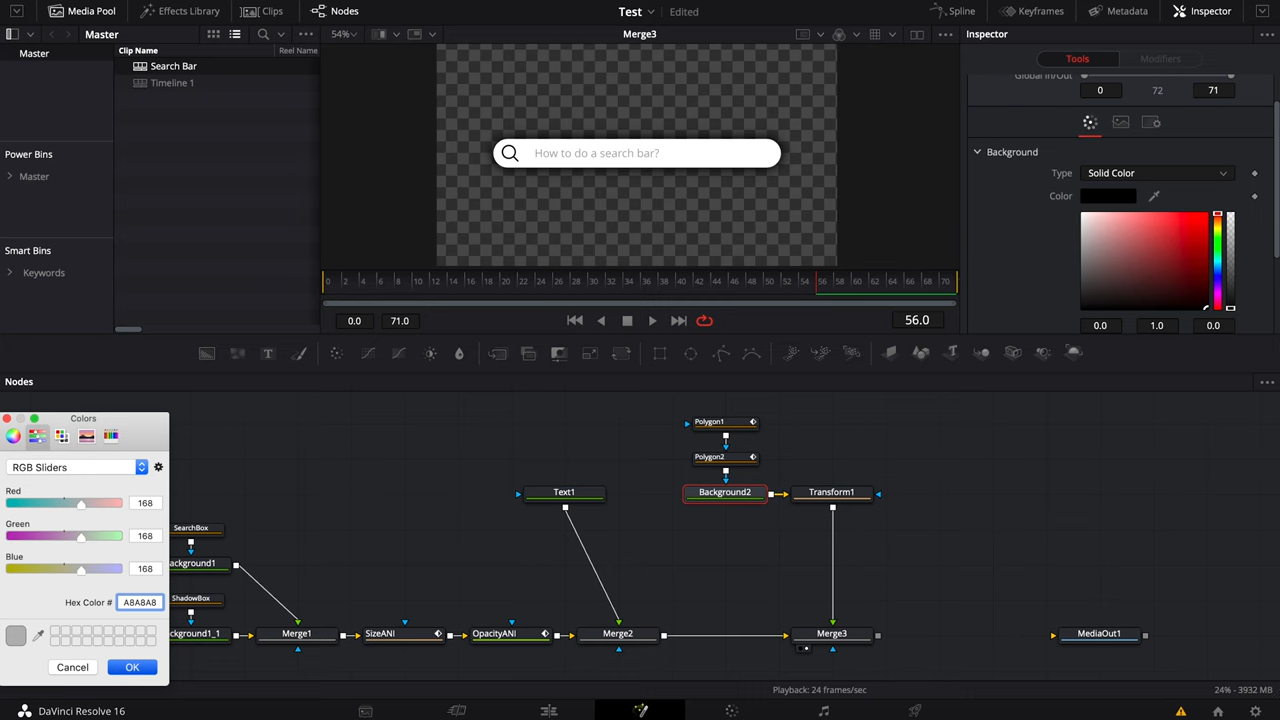 Media Pool
Effects Library
Clips
Nodes
Test
Edited
Spline
Keyframes
Metadata
Inspector
Master
54%
Merge3
Inspector
Master
Power Bins
Master
Smart Bins
Keywords
Clip Name
Reel Name
Search Bar
Timeline 1
How to do a search bar?
0 2 4 6 8 10 12 14 16 18 20 22 24 26 28 30 32 34 36 38 40 42 44 46 48 50 52 54 56 58 60 62 64 66 68 70
0.0
71.0
56.0
Tools
Modifiers
Global In/Out
0
72
71
Background
Type
Solid Color
Color
0.0
1.0
0.0
Nodes
Polygon1
Polygon2
Text1
Background2
Transform1
SearchBox
ackground1
ShadowBox
ckground1_1
Merge1
SizeANI
OpacityANI
Merge2
Merge3
MediaOut1
Colors
RGB Sliders
Red
168
Green
168
Blue
168
Hex Color #
A8A8A8
Cancel
OK
Playback: 24 frames/sec
24% - 3932 MB
DaVinci Resolve 16